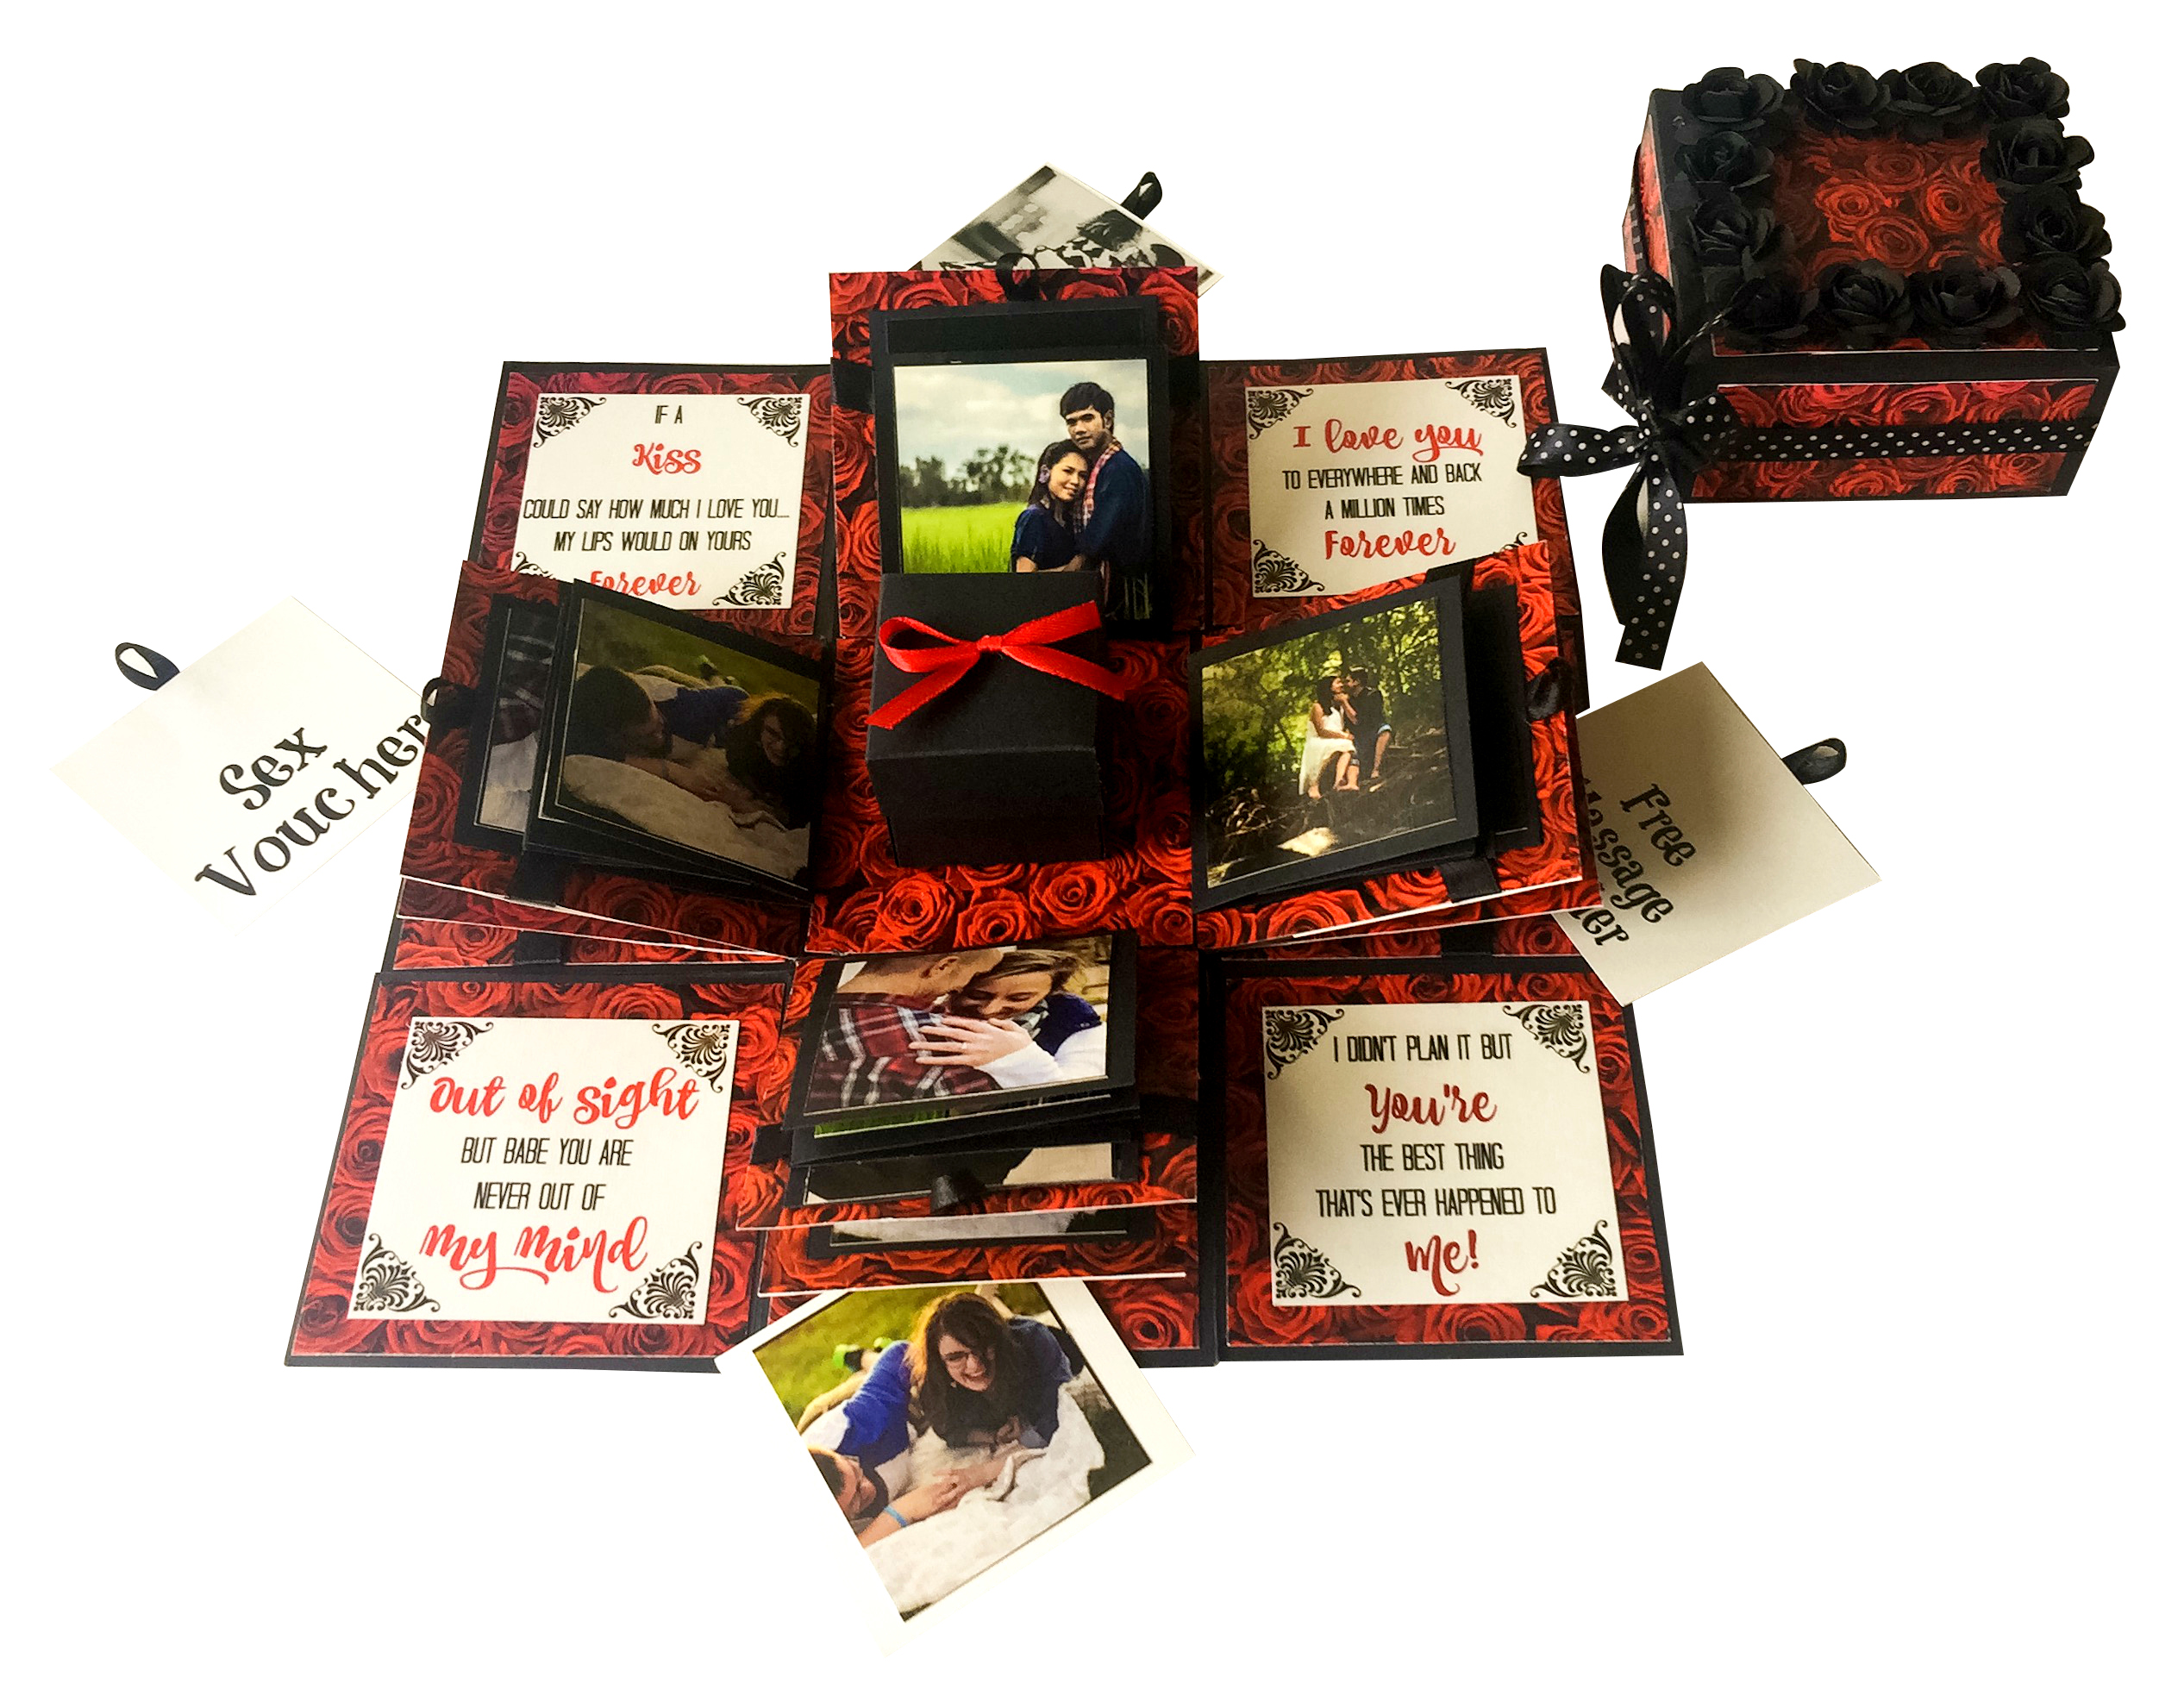 IF A
Kiss
COULD SAY HOW MUCH I LOVE YOU....
MY LIPS WOULD ON YOURS
Forever
I love you
TO EVERYWHERE AND BACK
A MILLION TIMES
Forever
Sex
Voucher
Free
Massage
Out of sight
BUT BABE YOU ARE
NEVER OUT OF
My mind
I DIDN'T PLAN IT BUT
You're
THE BEST THING
THAT'S EVER HAPPENED TO
Me!